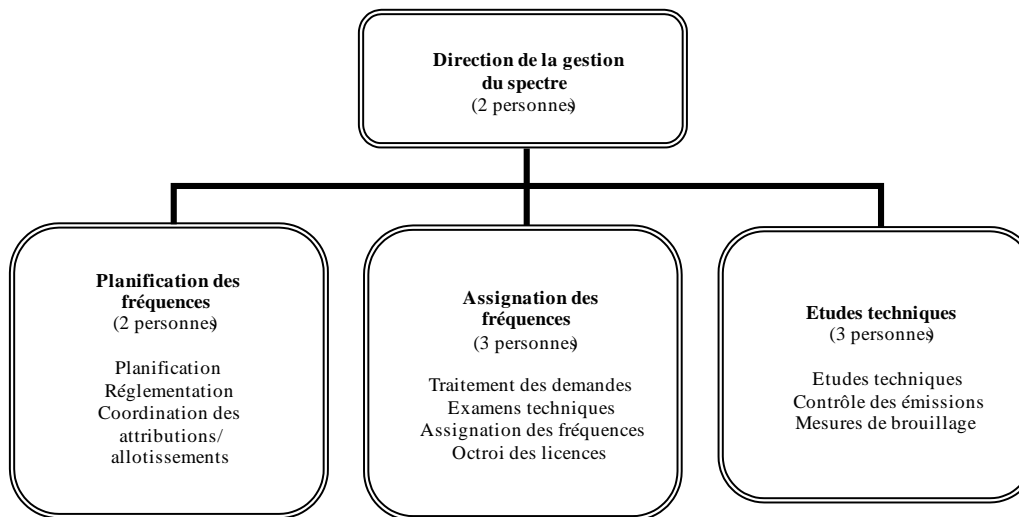 Direction de la gestion
du spectre
(2 personnes)
Planification des
fréquences
(2 personnes)
Planification
Réglementation
Coordination des
attributions/
allotissements
Assignation des
fréquences
(3 personnes)
Traitement des demandes
Examens techniques
Assignation des fréquences
Octroi des licences
Etudes techniques
(3 personnes)
Etudes techniques
Contrôle des émissions
Mesures de brouillage